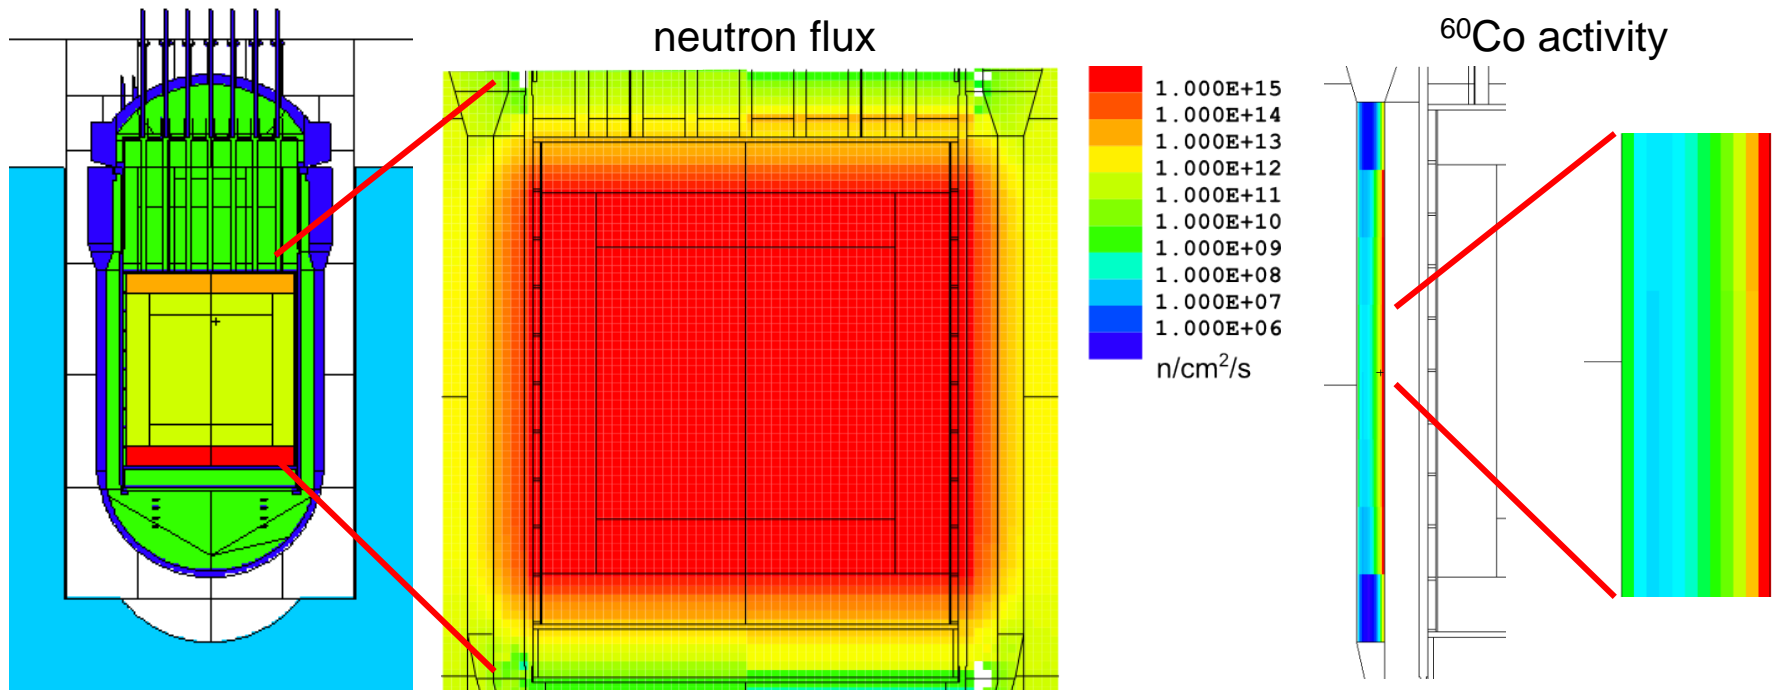 neutron flux
⁶⁰Co activity
1.000E+15
1.000E+14
1.000E+13
1.000E+12
1.000E+11
1.000E+10
1.000E+09
1.000E+08
1.000E+07
1.000E+06
n/cm²/s